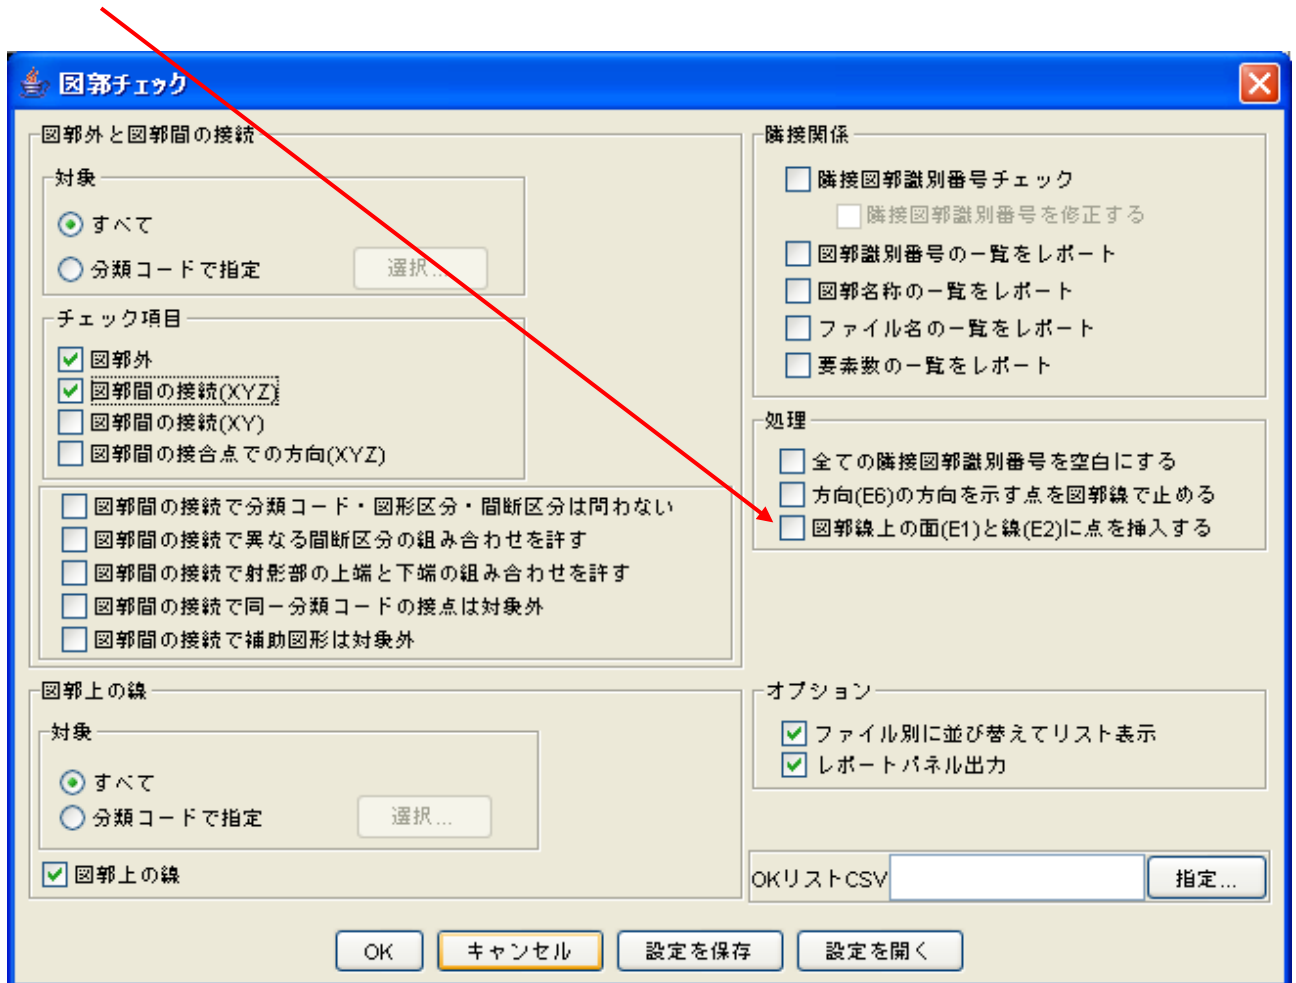 図郭チェック
図郭外と図郭間の接続
対象
すべて
分類コードで指定
選択...
チェック項目
図郭外
図郭間の接続(XYZ)
図郭間の接続(XY)
図郭間の接合点での方向(XYZ)
図郭間の接続で分類コード・図形区分・間断区分は問わない
図郭間の接続で異なる間断区分の組み合わせを許す
図郭間の接続で射影部の上端と下端の組み合わせを許す
図郭間の接続で同一分類コードの接点は対象外
図郭間の接続で補助図形は対象外
図郭上の線
対象
すべて
分類コードで指定
選択...
図郭上の線
隣接関係
隣接図郭識別番号チェック
隣接図郭識別番号を修正する
図郭識別番号の一覧をレポート
図郭名称の一覧をレポート
ファイル名の一覧をレポート
要素数の一覧をレポート
処理
全ての隣接図郭識別番号を空白にする
方向(E6)の方向を示す点を図郭線で止める
図郭線上の面(E1)と線(E2)に点を挿入する
オプション
ファイル別に並び替えてリスト表示
レポートパネル出力
OKリストCSV
指定...
OK
キャンセル
設定を保存
設定を開く